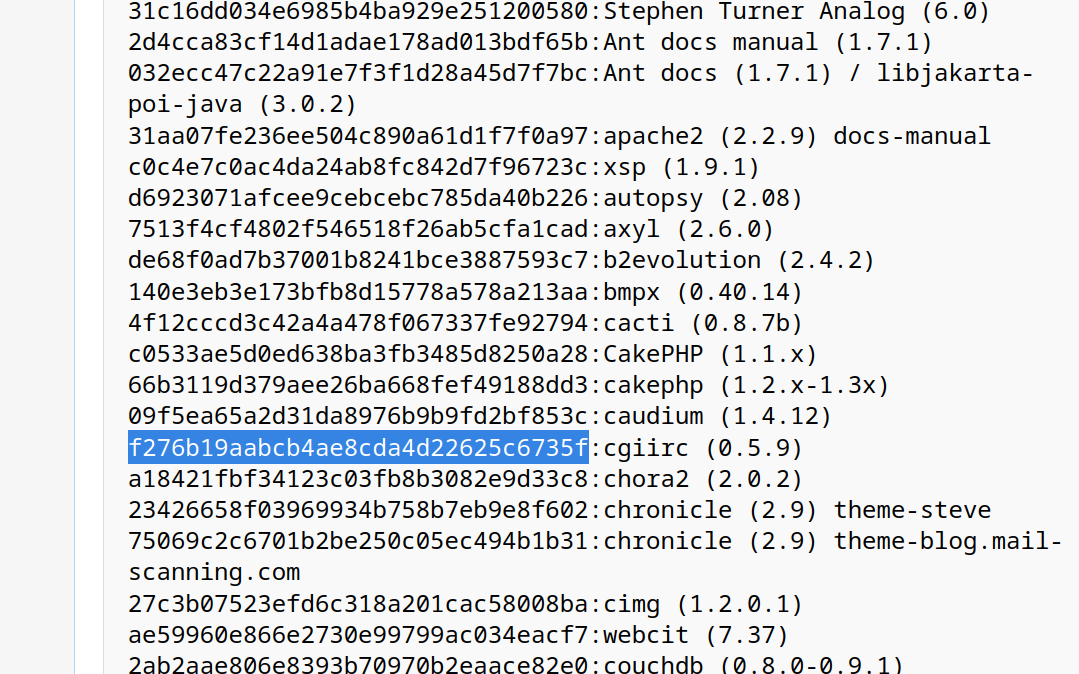 31c16dd034e6985b4ba929e251200580:Stephen Turner Analog (6.0)
2d4cca83cf14d1adae178ad013bdf65b:Ant docs manual (1.7.1)
032ecc47c22a91e7f3f1d28a45d7f7bc:Ant docs (1.7.1) / libjakarta-
poi-java (3.0.2)
31aa07fe236ee504c890a61d1f7f0a97:apache2 (2.2.9) docs-manual
c0c4e7c0ac4da24ab8fc842d7f96723c:xsp (1.9.1)
d6923071afcee9cebcebc785da40b226:autopsy (2.08)
7513f4cf4802f546518f26ab5cfa1cad:axyl (2.6.0)
de68f0ad7b37001b8241bce3887593c7:b2evolution (2.4.2)
140e3eb3e173bfb8d15778a578a213aa:bmpx (0.40.14)
4f12cccd3c42a4a478f067337fe92794:cacti (0.8.7b)
c0533ae5d0ed638ba3fb3485d8250a28:CakePHP (1.1.x)
66b3119d379aee26ba668fef49188dd3:cakephp (1.2.x-1.3x)
09f5ea65a2d31da8976b9b9fd2bf853c:caudium (1.4.12)
f276b19aabcb4ae8cda4d22625c6735f:cgiirc (0.5.9)
a18421fbf34123c03fb8b3082e9d33c8:chora2 (2.0.2)
23426658f03969934b758b7eb9e8f602:chronicle (2.9) theme-steve
75069c2c6701b2be250c05ec494b1b31:chronicle (2.9) theme-blog.mail-
scanning.com
27c3b07523efd6c318a201cac58008ba:cimg (1.2.0.1)
ae59960e866e2730e99799ac034eacf7:webcit (7.37)
2ab2aae806e8393b70970b2eaace82e0:couchdb (0.8.0-0.9.1)